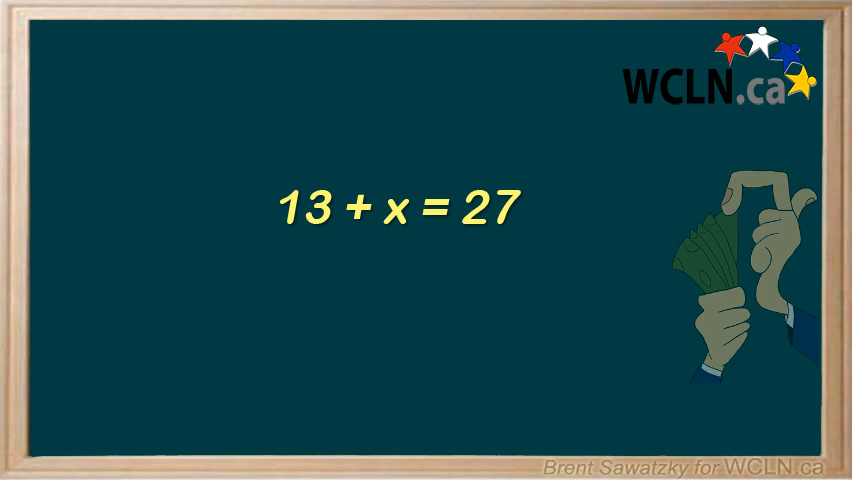 WCLN.ca
13 + x = 27
Brent Sawatzky for WCLN.ca